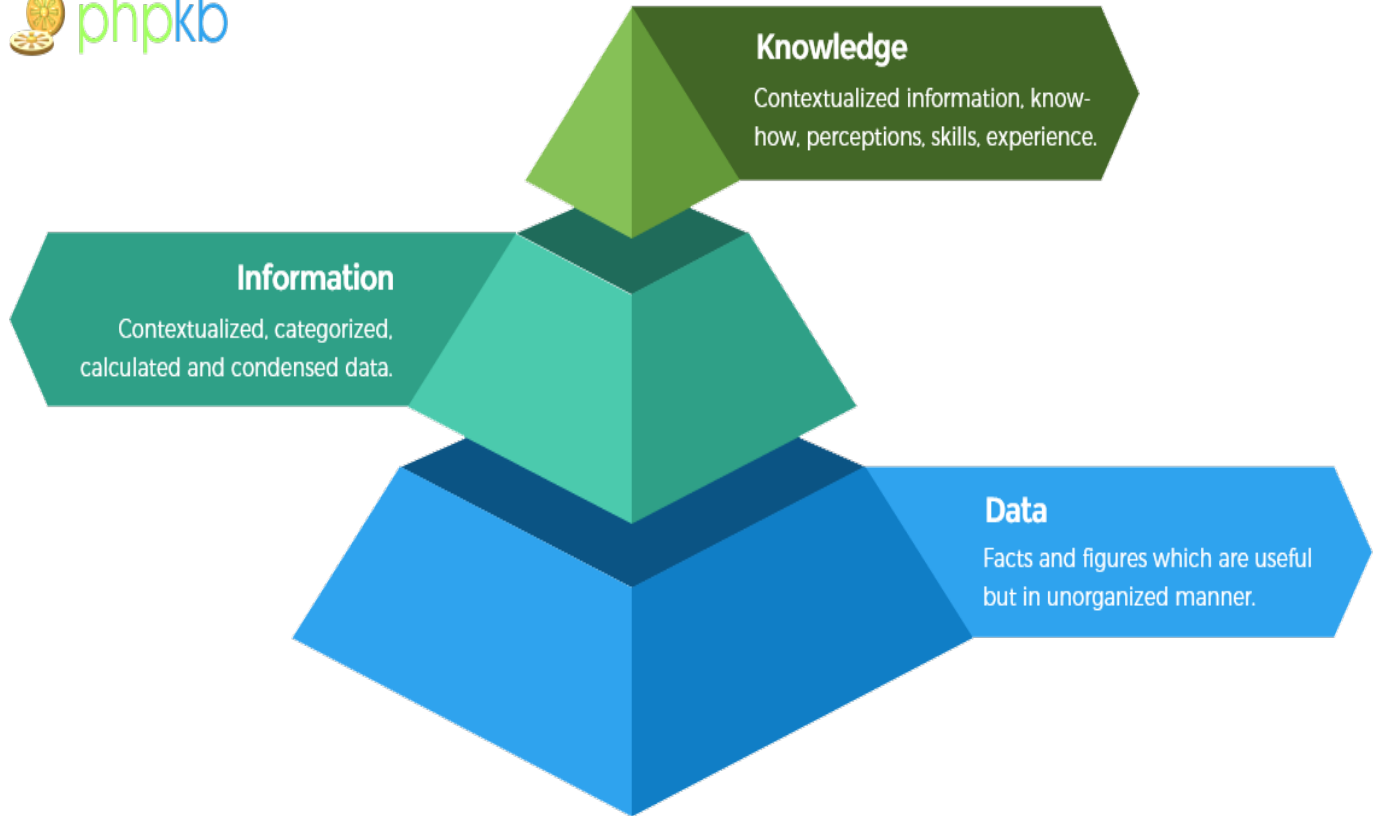 phpkb
Knowledge
Contextualized information, know-
how, perceptions, skills, experience.
Information
Contextualized, categorized,
calculated and condensed data.
Data
Facts and figures which are useful
but in unorganized manner.